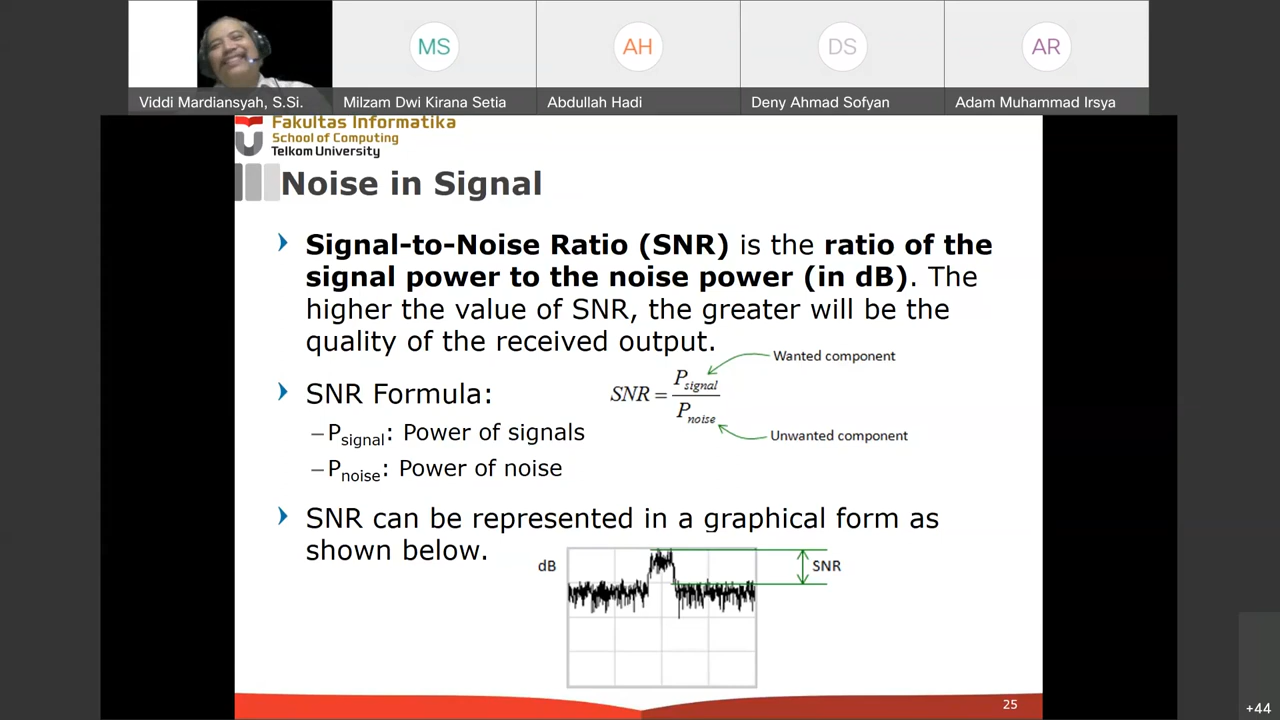 MS
AH
DS
AR
Viddi Mardiansyah, S.Si.
Milzam Dwi Kirana Setia
Abdullah Hadi
Deny Ahmad Sofyan
Adam Muhammad Irsya
Fakultas Informatika
School of Computing
Telkom University
Noise in Signal
Signal-to-Noise Ratio (SNR) is the ratio of the
signal power to the noise power (in dB). The
higher the value of SNR, the greater will be the
quality of the received output.
Wanted component
SNR Formula:
SNR = P_signal / P_noise
Unwanted component
–P_signal: Power of signals
–P_noise: Power of noise
SNR can be represented in a graphical form as
shown below.
dB
SNR
25
+44